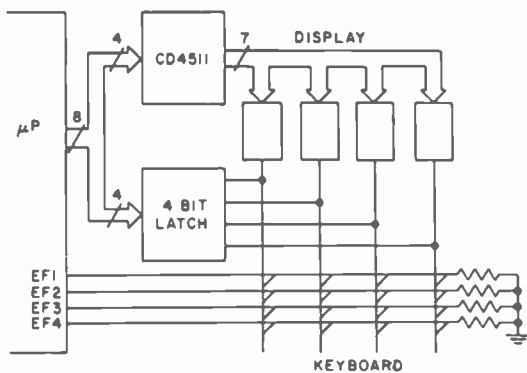 4
CD4511
7
DISPLAY
μP
8
4
4 BIT
LATCH
EF1
EF2
EF3
EF4
KEYBOARD